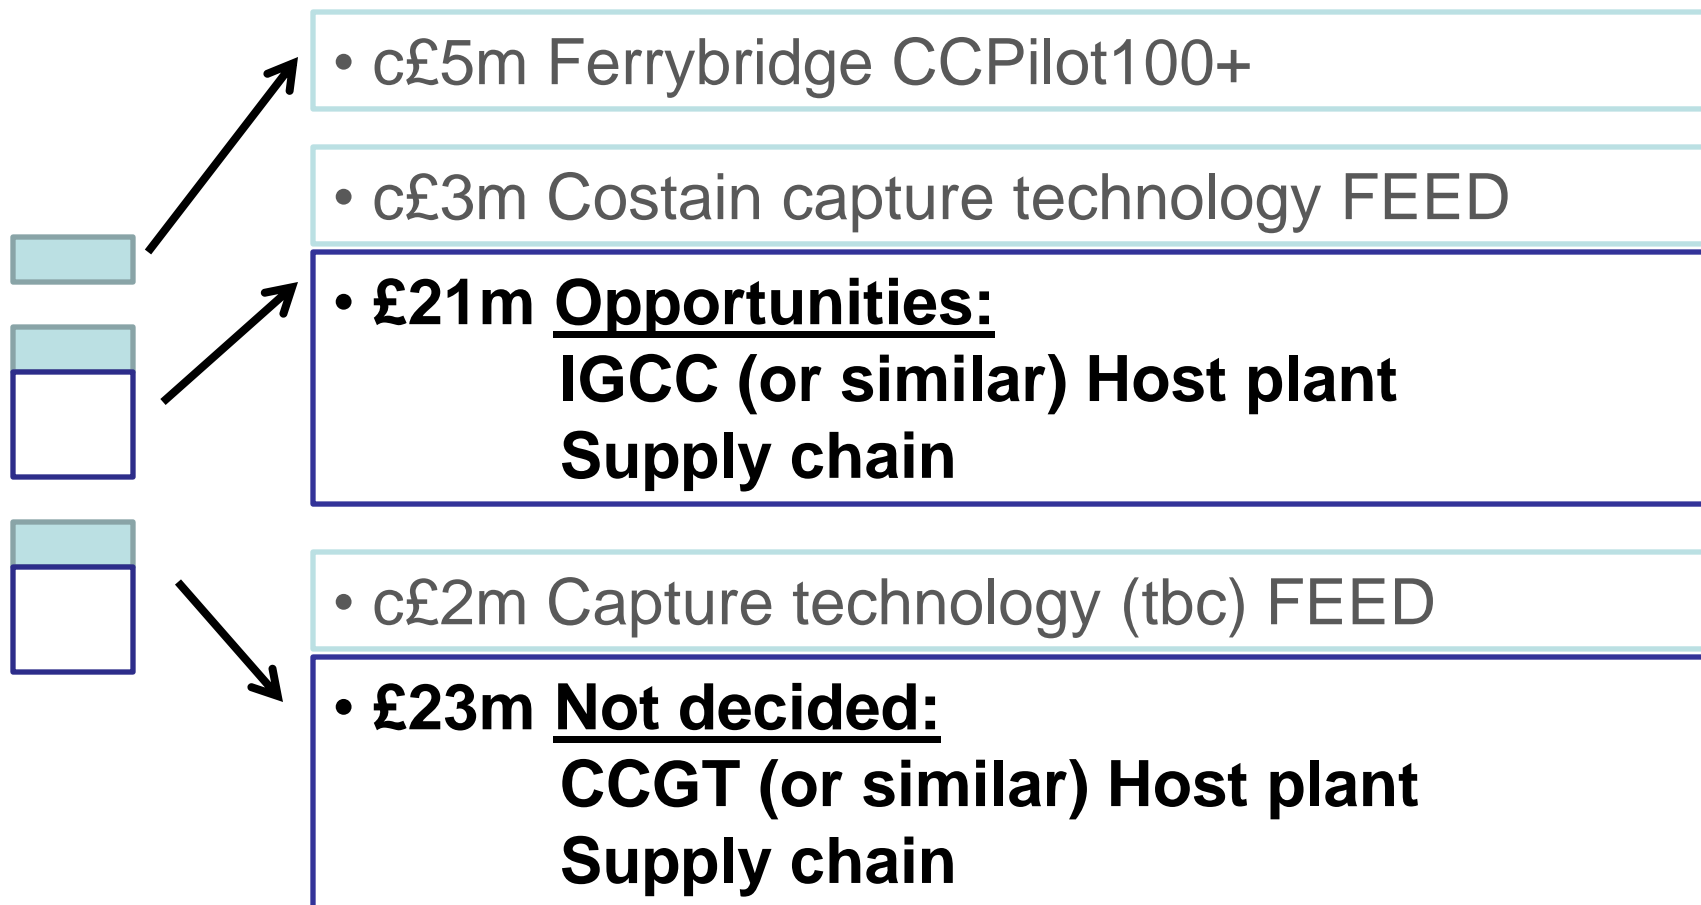 • c£5m Ferrybridge CCPilot100+
• c£3m Costain capture technology FEED
• £21m Opportunities:
IGCC (or similar) Host plant
Supply chain
• c£2m Capture technology (tbc) FEED
• £23m Not decided:
CCGT (or similar) Host plant
Supply chain